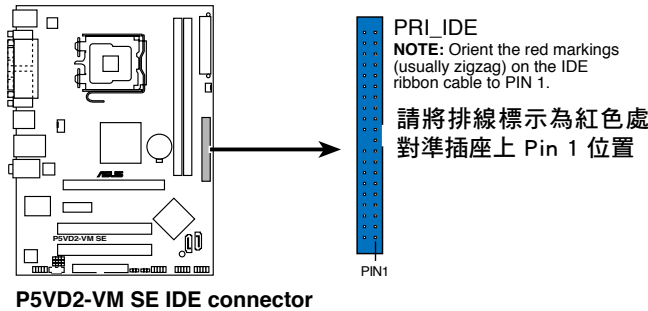 PRI_IDE
NOTE: Orient the red markings
(usually zigzag) on the IDE
ribbon cable to PIN 1.
請將排線標示為紅色處
對準插座上 Pin 1 位置
ASUS
P5VD2-VM SE
PIN1
P5VD2-VM SE IDE connector